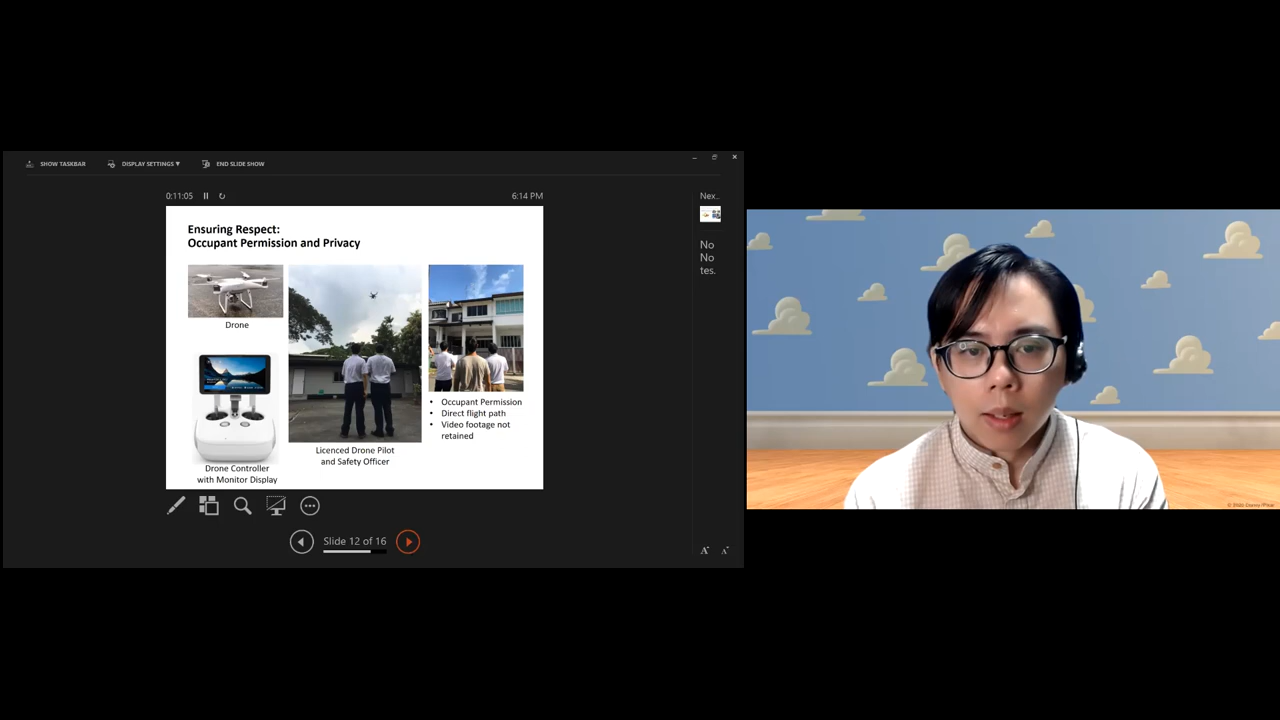 SHOW TASKBAR
DISPLAY SETTINGS ▼
END SLIDE SHOW
0:11:05
6:14 PM
Nex..
Ensuring Respect:
Occupant Permission and Privacy
Drone
Drone Controller
with Monitor Display
Licenced Drone Pilot
and Safety Officer
• Occupant Permission
• Direct flight path
• Video footage not
retained
No
No
tes.
Slide 12 of 16
A
A